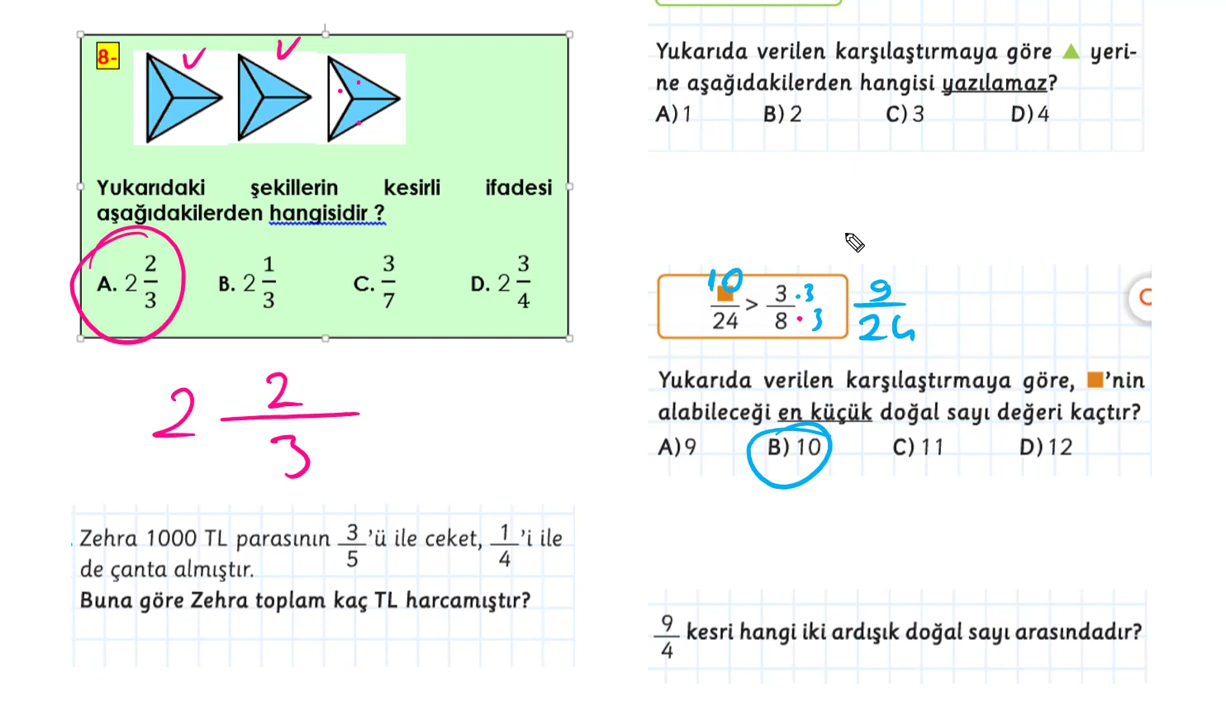 8-
Yukarıdaki şekillerin kesirli ifadesi
aşağıdakilerden hangisidir ?
A. 2 2/3 B. 2 1/3 C. 3/7 D. 2 3/4
2 2/3
Zehra 1000 TL parasının 3/5 'ü ile ceket, 1/4 'i ile
de çanta almıştır.
Buna göre Zehra toplam kaç TL harcamıştır?
Yukarıda verilen karşılaştırmaya göre ▲ yeri-
ne aşağıdakilerden hangisi yazılamaz?
A) 1 B) 2 C) 3 D) 4
10
■/24 > 3/8 .3 .3 9/24
Yukarıda verilen karşılaştırmaya göre, ■'nin
alabileceği en küçük doğal sayı değeri kaçtır?
A) 9 B) 10 C) 11 D) 12
9/4 kesri hangi iki ardışık doğal sayı arasındadır?